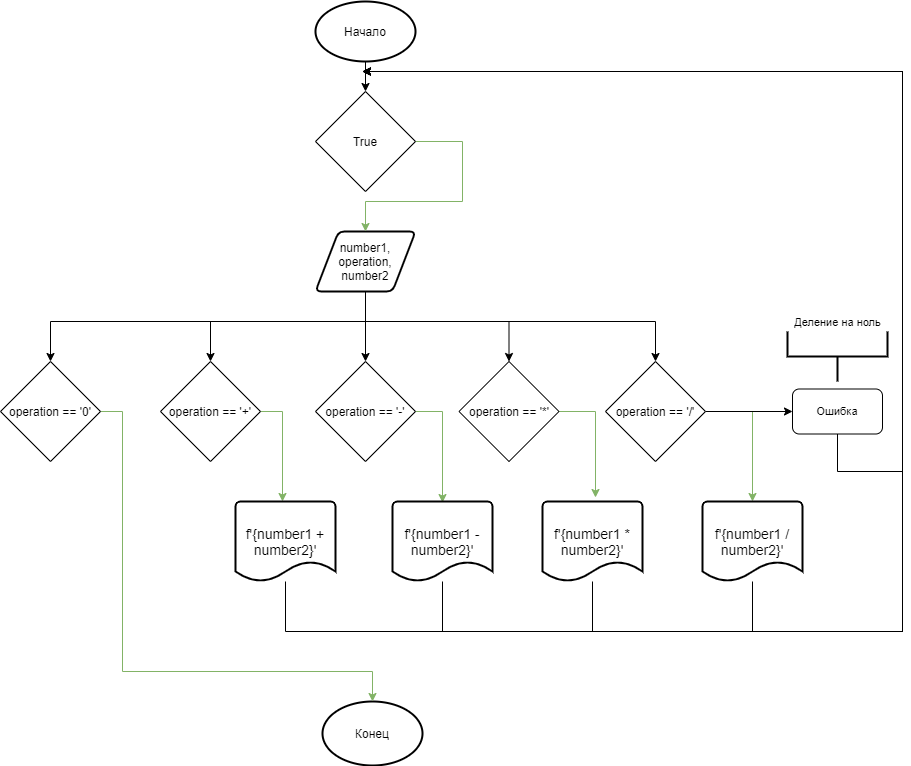 Начало
True
number1,
operation,
number2
Деление на ноль
operation == '0'
operation == '+'
operation == '-'
operation == '*'
operation == '/'
Ошибка
f'{number1 +
number2}'
f'{number1 -
number2}'
f'{number1 *
number2}'
f'{number1 /
number2}'
Конец